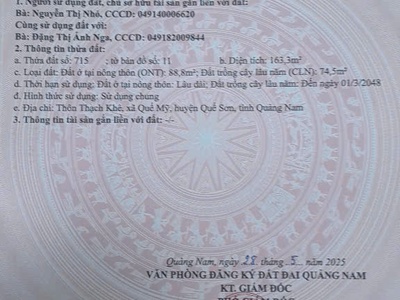 1. Người sử dụng đất, chủ sở hữu tài sản gắn liền với đất:
Bà: Nguyễn Thị Nhỏ, CCCD: 049140006620
Cùng sử dụng đất với:
Bà: Đặng Thị Ánh Nga, CCCD: 049182009844
2. Thông tin thửa đất:
a. Thửa đất số: 715 ; tờ bản đồ số: 11 b. Diện tích: 163,3m²
c. Loại đất: Đất ở tại nông thôn (ONT): 88,8m²; Đất trồng cây lâu năm (CLN): 74,5m²
d. Thời hạn sử dụng: Đất ở tại nông thôn: Lâu dài; Đất trồng cây lâu năm: Đến ngày 01/3/2048
đ. Hình thức sử dụng: Sử dụng chung
e. Địa chỉ: Thôn Thạch Khê, xã Quế Mỹ, huyện Quế Sơn, tỉnh Quảng Nam
3. Thông tin tài sản gắn liền với đất: -/-
Quảng Nam, ngày 28 tháng 5 năm 2025
VĂN PHÒNG ĐĂNG KÝ ĐẤT ĐAI QUẢNG NAM
KT. GIÁM ĐỐC
PHÓ GIÁM ĐỐC